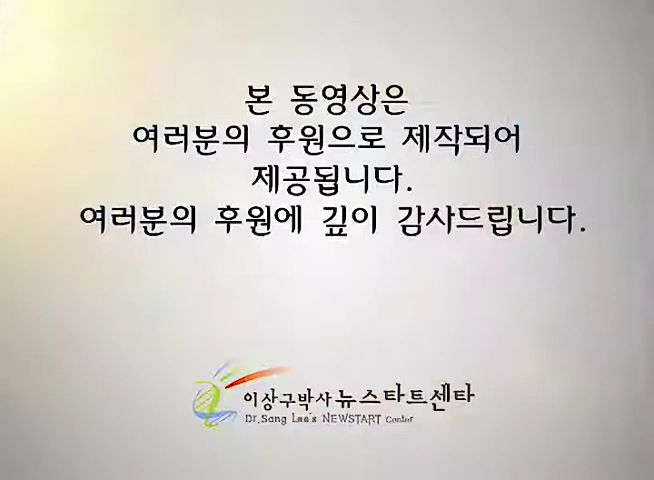 본 동영상은
여러분의 후원으로 제작되어
제공됩니다.
여러분의 후원에 깊이 감사드립니다.
이상구박사 뉴스타트센타
Dr.Sang Lee's NEWSTART Center